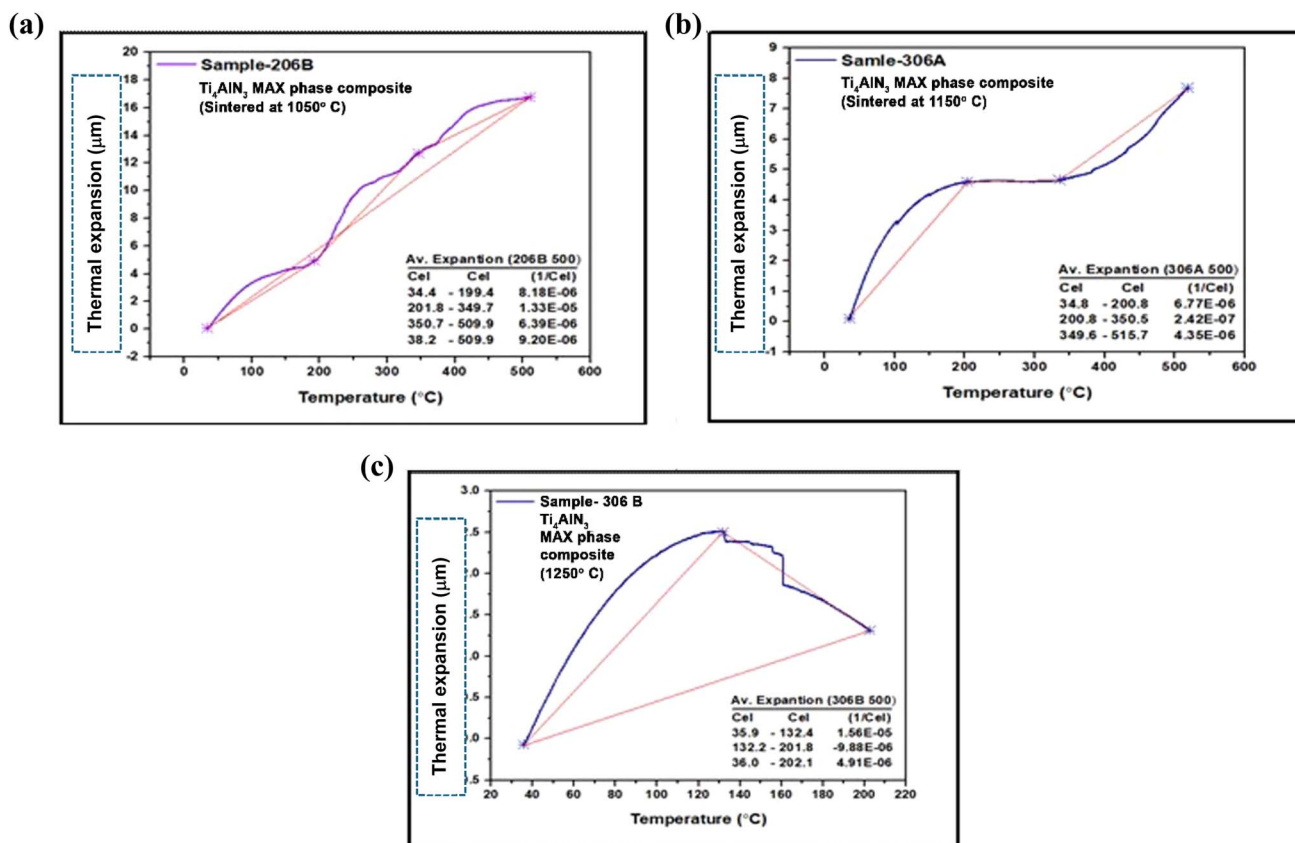 (a)
Thermal expansion (μm)
20
18
16
14
12
10
8
6
4
2
0
-2
Sample-206B
Ti₄AlN₃ MAX phase composite
(Sintered at 1050° C)
Av. Expantion (206B 500)
Cel Cel (1/Cel)
34.4 - 199.4 8.18E-06
201.8 - 349.7 1.33E-05
350.7 - 509.9 6.39E-06
38.2 - 509.9 9.20E-06
0 100 200 300 400 500 600
Temperature (°C)
(b)
Thermal expansion (μm)
9
8
7
6
5
4
3
2
1
0
-1
Samle-306A
Ti₄AlN₃ MAX phase composite
(Sintered at 1150° C)
Av. Expantion (306A 500)
Cel Cel (1/Cel)
34.8 - 200.8 6.77E-06
200.8 - 350.5 2.42E-07
349.6 - 515.7 4.35E-06
0 100 200 300 400 500 600
Temperature (°C)
(c)
Thermal expansion (μm)
3.0
.5
.0
.5
.0
.5
.0
.5
Sample- 306 B
Ti₄AlN₃
MAX phase
composite
(1250° C)
Av. Expantion (306B 500)
Cel Cel (1/Cel)
35.9 - 132.4 1.56E-05
132.2 - 201.8 -9.88E-06
36.0 - 202.1 4.91E-06
20 40 60 80 100 120 140 160 180 200 220
Temperature (°C)